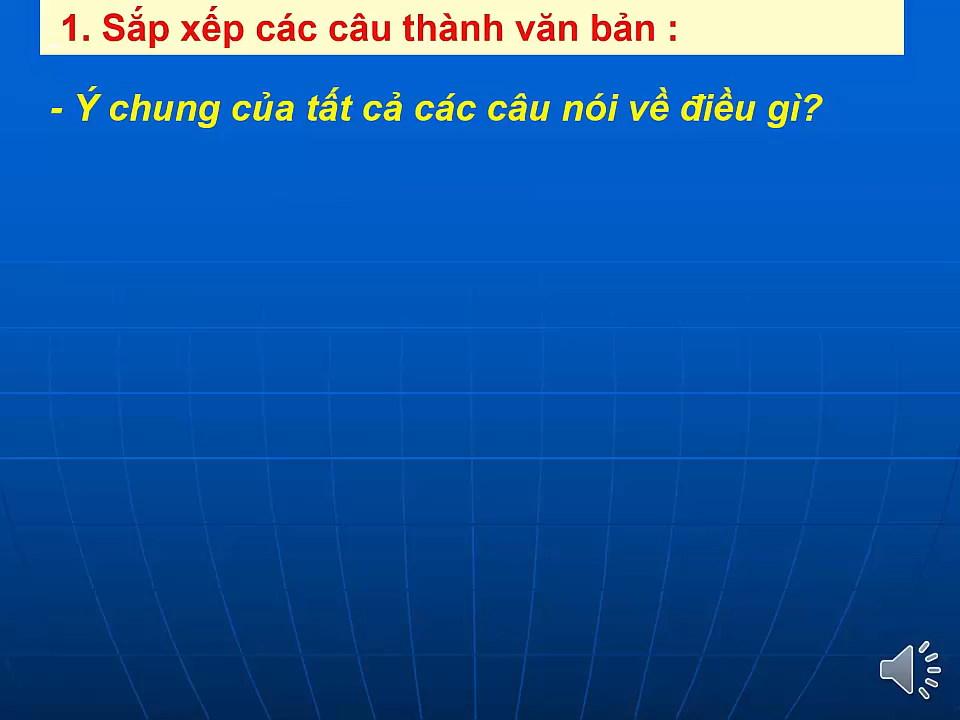 1. Sắp xếp các câu thành văn bản :
- Ý chung của tất cả các câu nói về điều gì?